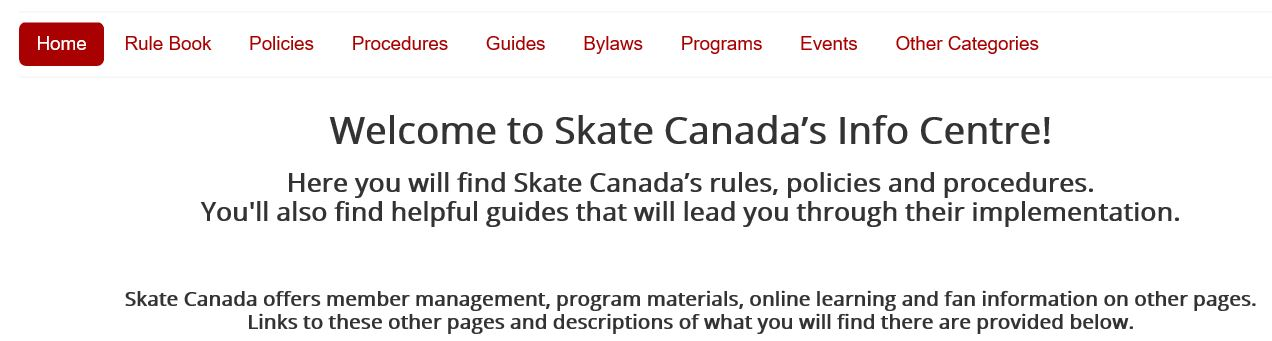 Home Rule Book Policies Procedures Guides Bylaws Programs Events Other Categories
Welcome to Skate Canada’s Info Centre!
Here you will find Skate Canada’s rules, policies and procedures.
You'll also find helpful guides that will lead you through their implementation.
Skate Canada offers member management, program materials, online learning and fan information on other pages.
Links to these other pages and descriptions of what you will find there are provided below.